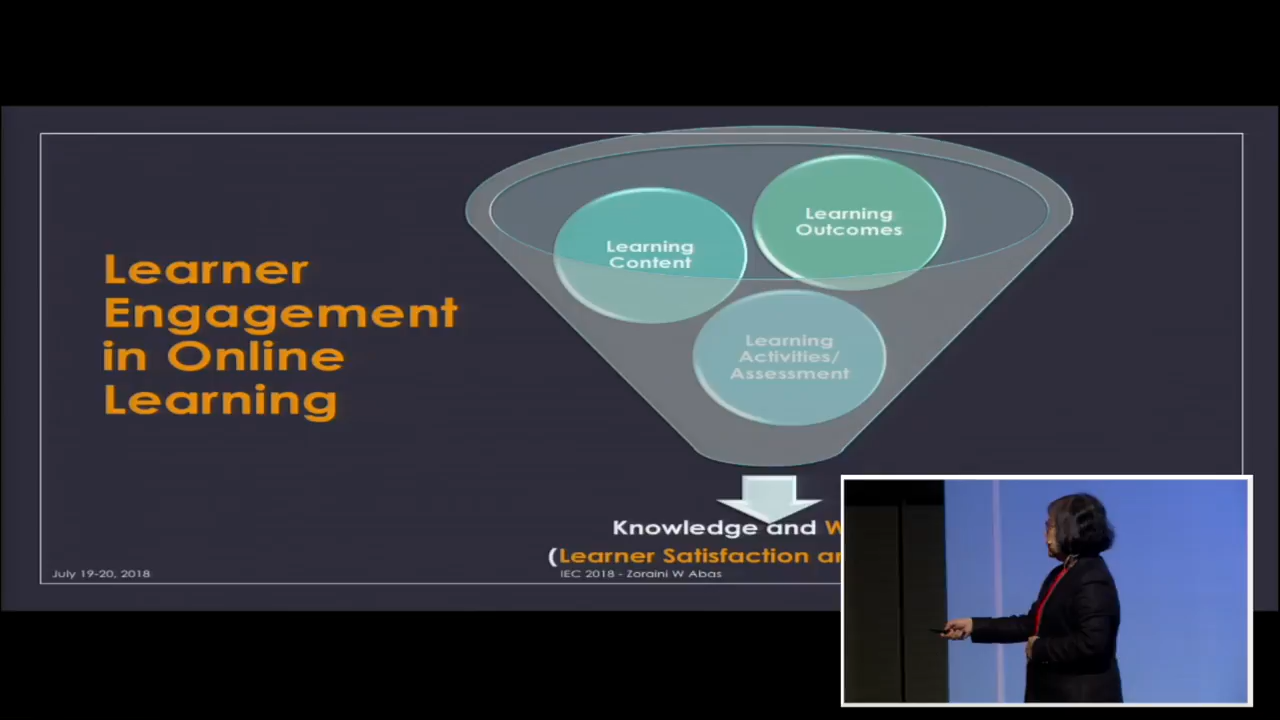 Learner
Engagement
in Online
Learning
Learning
Content
Learning
Outcomes
Learning
Activities/
Assessment
Knowledge and
(Learner Satisfaction
July 19-20, 2018
IEC 2018 - Zoraini W Abas